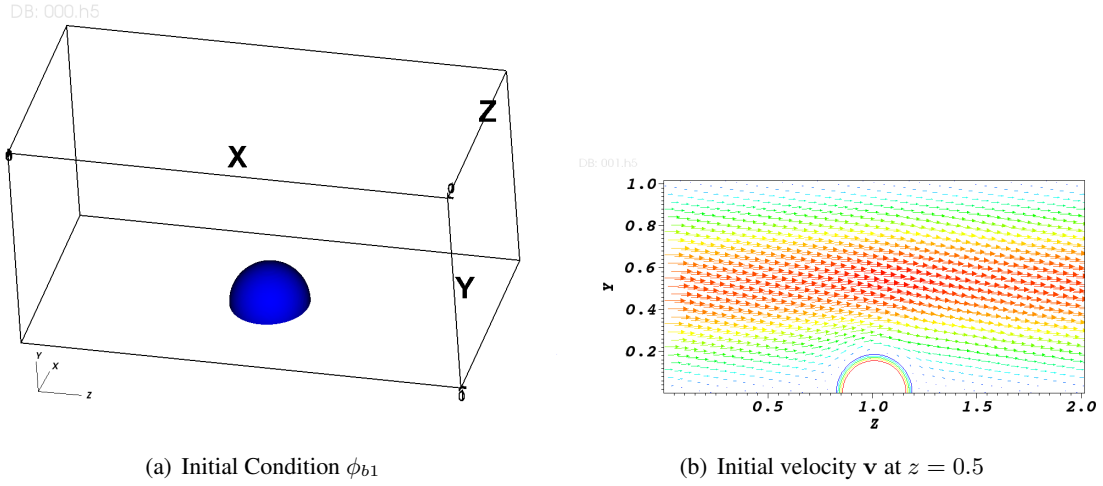 DB: 000.h5
Z
X
Y
Y
X
Z
DB: 001.h5
1.0
0.8
0.6
0.4
0.2
Y
0.5 1.0 1.5 2.0
Z
(a) Initial Condition ϕb1
(b) Initial velocity v at z = 0.5